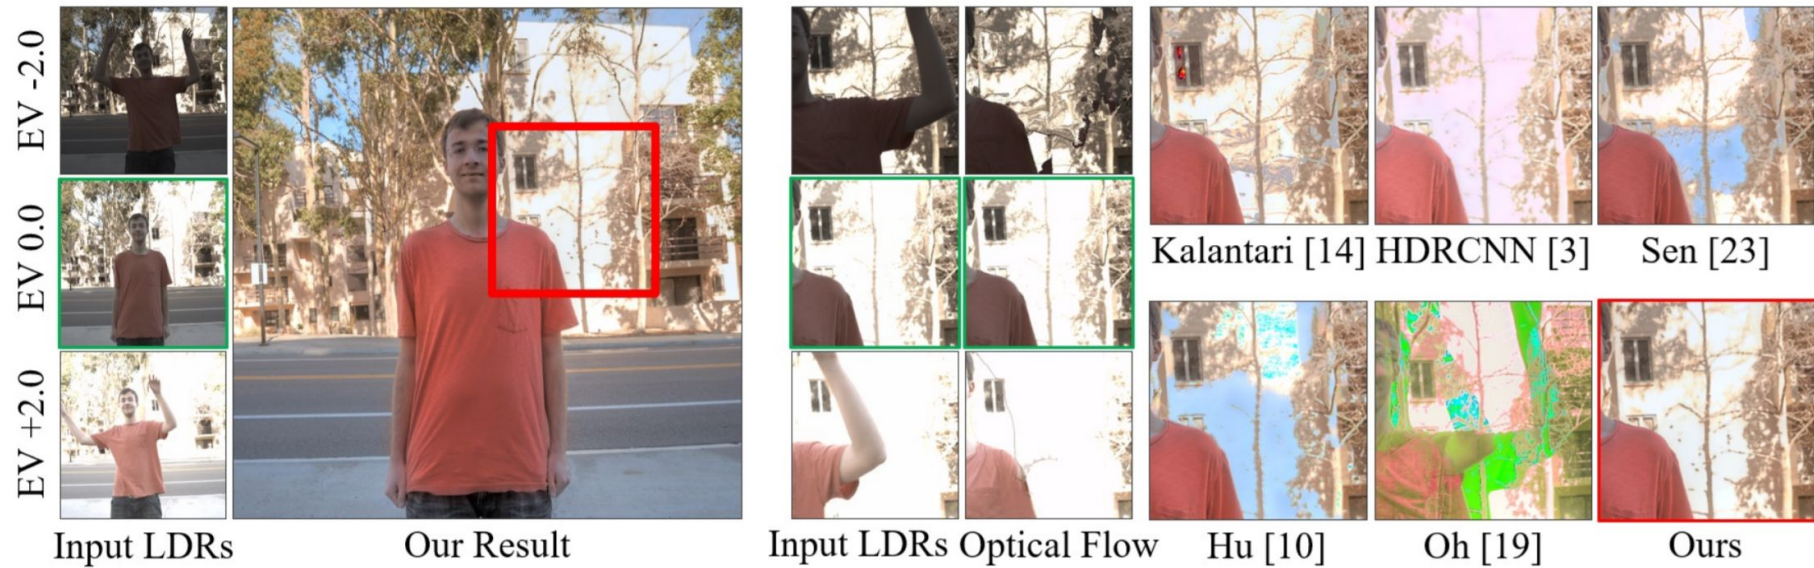 EV -2.0
EV 0.0
EV +2.0
Input LDRs
Our Result
Input LDRs
Optical Flow
Kalantari [14]
HDRCNN [3]
Sen [23]
Hu [10]
Oh [19]
Ours